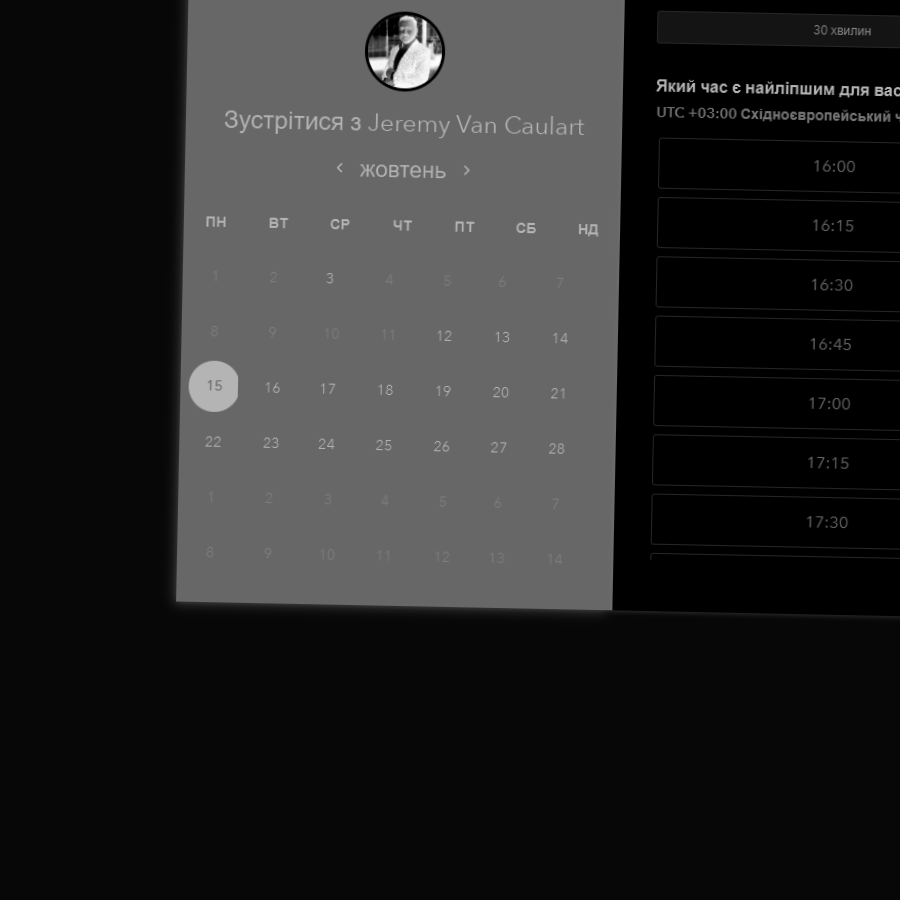 Зустрітися з Jeremy Van Caulart
‹ жовтень ›
ПН ВТ СР ЧТ ПТ СБ НД
1 2 3 4 5 6 7
8 9 10 11 12 13 14
15 16 17 18 19 20 21
22 23 24 25 26 27 28
1 2 3 4 5 6 7
8 9 10 11 12 13 14
30 хвилин
Який час є найліпшим для вас
UTC +03:00 Східноєвропейський ч
16:00
16:15
16:30
16:45
17:00
17:15
17:30